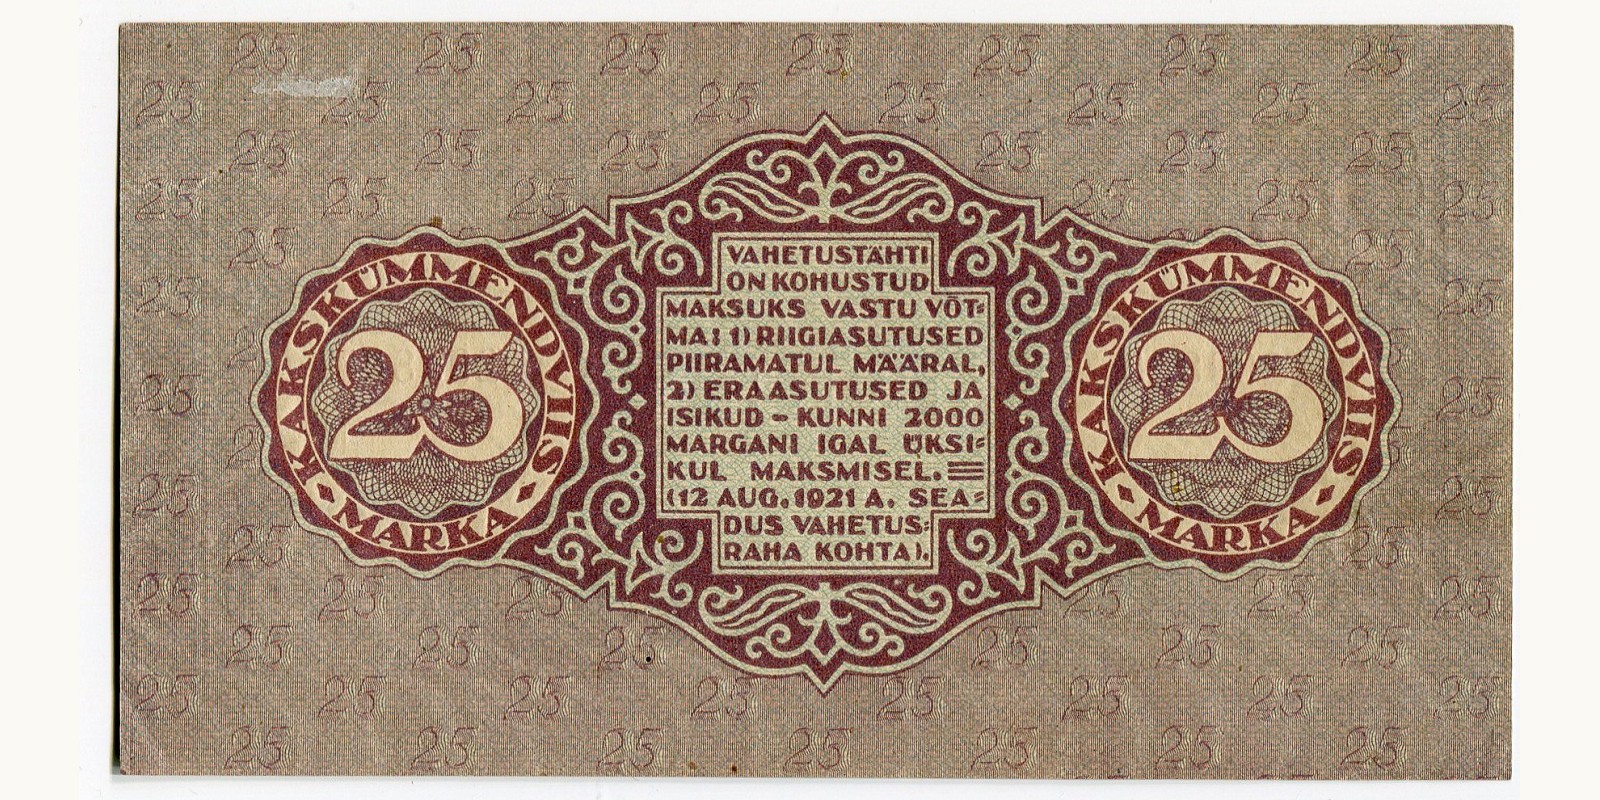 VAHETUSTÄHTI
ON KOHUSTUD
MAKSUKS VASTU VÕT=
MA: 1) RIIGIASUTUSED
PIIRAMATUL MÄÄRAL,
2) ERAASUTUSED JA
ISIKUD – KUNNI 2000
MARGANI IGAL ÜKSI=
KUL MAKSMISEL.
(12 AUG. 1921 A. SEA=
DUS VAHETUS=
RAHA KOHTA).
KAKSKÜMMENDVIIS
25
MARKA
KAKSKÜMMENDVIIS
25
MARKA